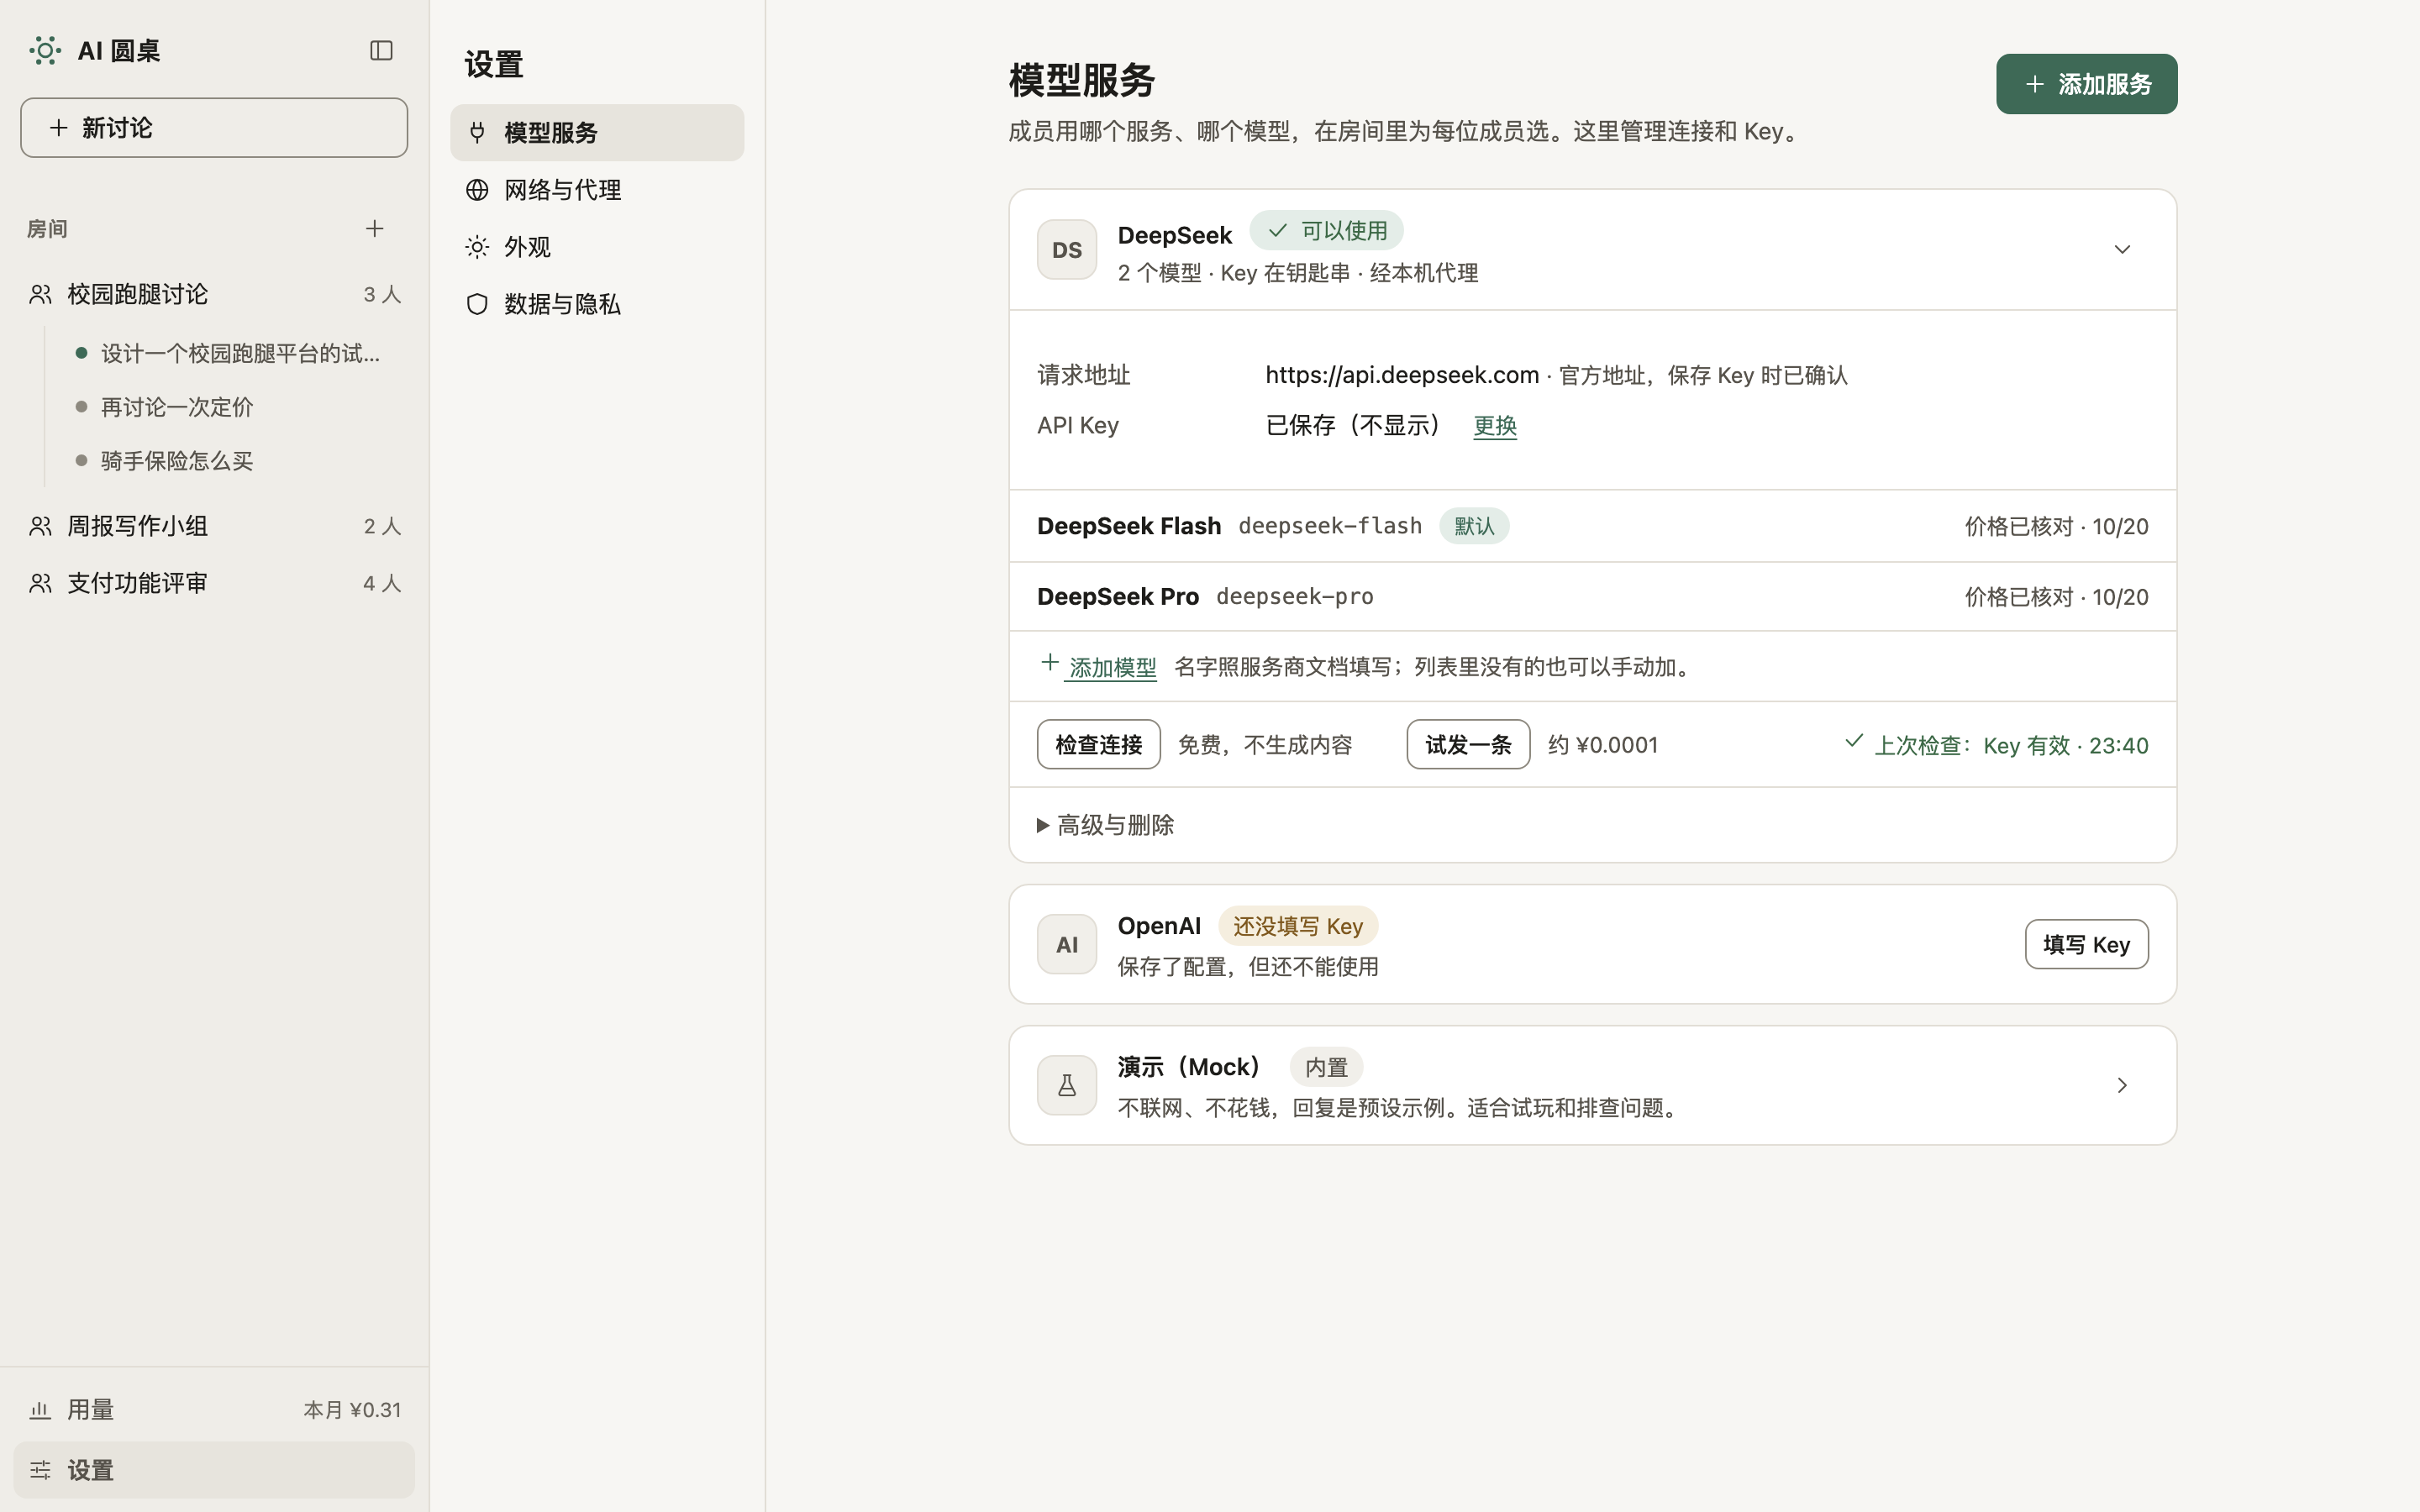 AI 圆桌
新讨论
房间
校园跑腿讨论 3 人
设计一个校园跑腿平台的试...
再讨论一次定价
骑手保险怎么买
周报写作小组 2 人
支付功能评审 4 人
用量 本月 ¥0.31
设置
设置
模型服务
网络与代理
外观
数据与隐私
模型服务
添加服务
成员用哪个服务、哪个模型，在房间里为每位成员选。这里管理连接和 Key。
DS
DeepSeek 可以使用
2 个模型 · Key 在钥匙串 · 经本机代理
请求地址 https://api.deepseek.com · 官方地址，保存 Key 时已确认
API Key 已保存（不显示） 更换
DeepSeek Flash deepseek-flash 默认 价格已核对 · 10/20
DeepSeek Pro deepseek-pro 价格已核对 · 10/20
添加模型 名字照服务商文档填写；列表里没有的也可以手动加。
检查连接 免费，不生成内容 试发一条 约 ¥0.0001 上次检查：Key 有效 · 23:40
高级与删除
AI
OpenAI 还没填写 Key
保存了配置，但还不能使用
填写 Key
演示（Mock） 内置
不联网、不花钱，回复是预设示例。适合试玩和排查问题。